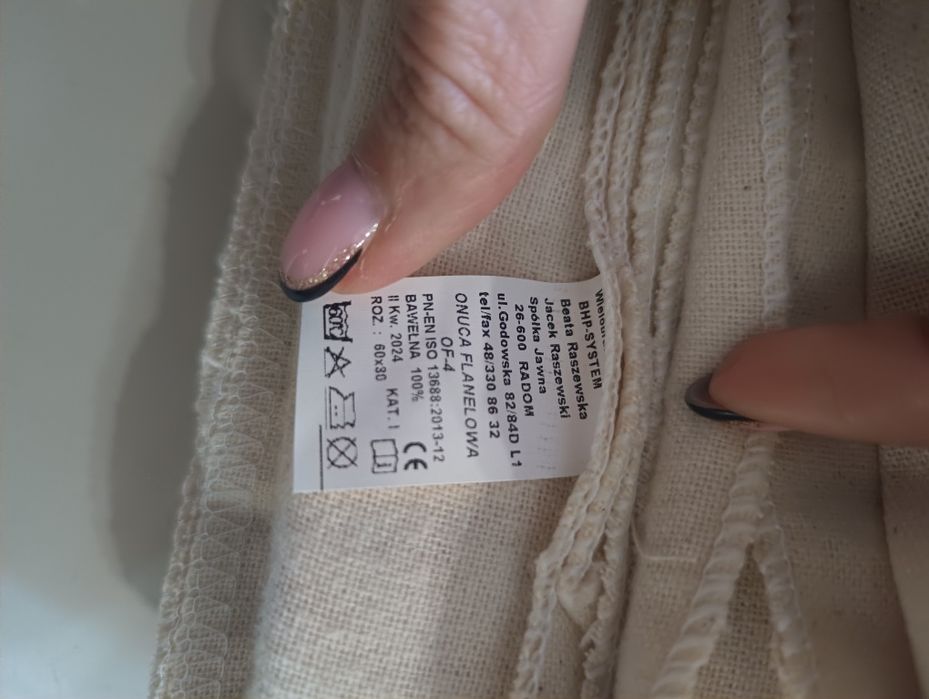 BHP-SYSTEM
Beata Raszewska
Jacek Raszewski
Spółka Jawna
26-600 RADOM
ul.Godowska 82/84D L1
tel/fax 48/330 86 32
ONUCA FLANELOWA
OF-4
PN-EN ISO 13688:2013-12
BAWEŁNA 100%
II Kw. 2024 KAT. I
ROZ.: 60x30
60°